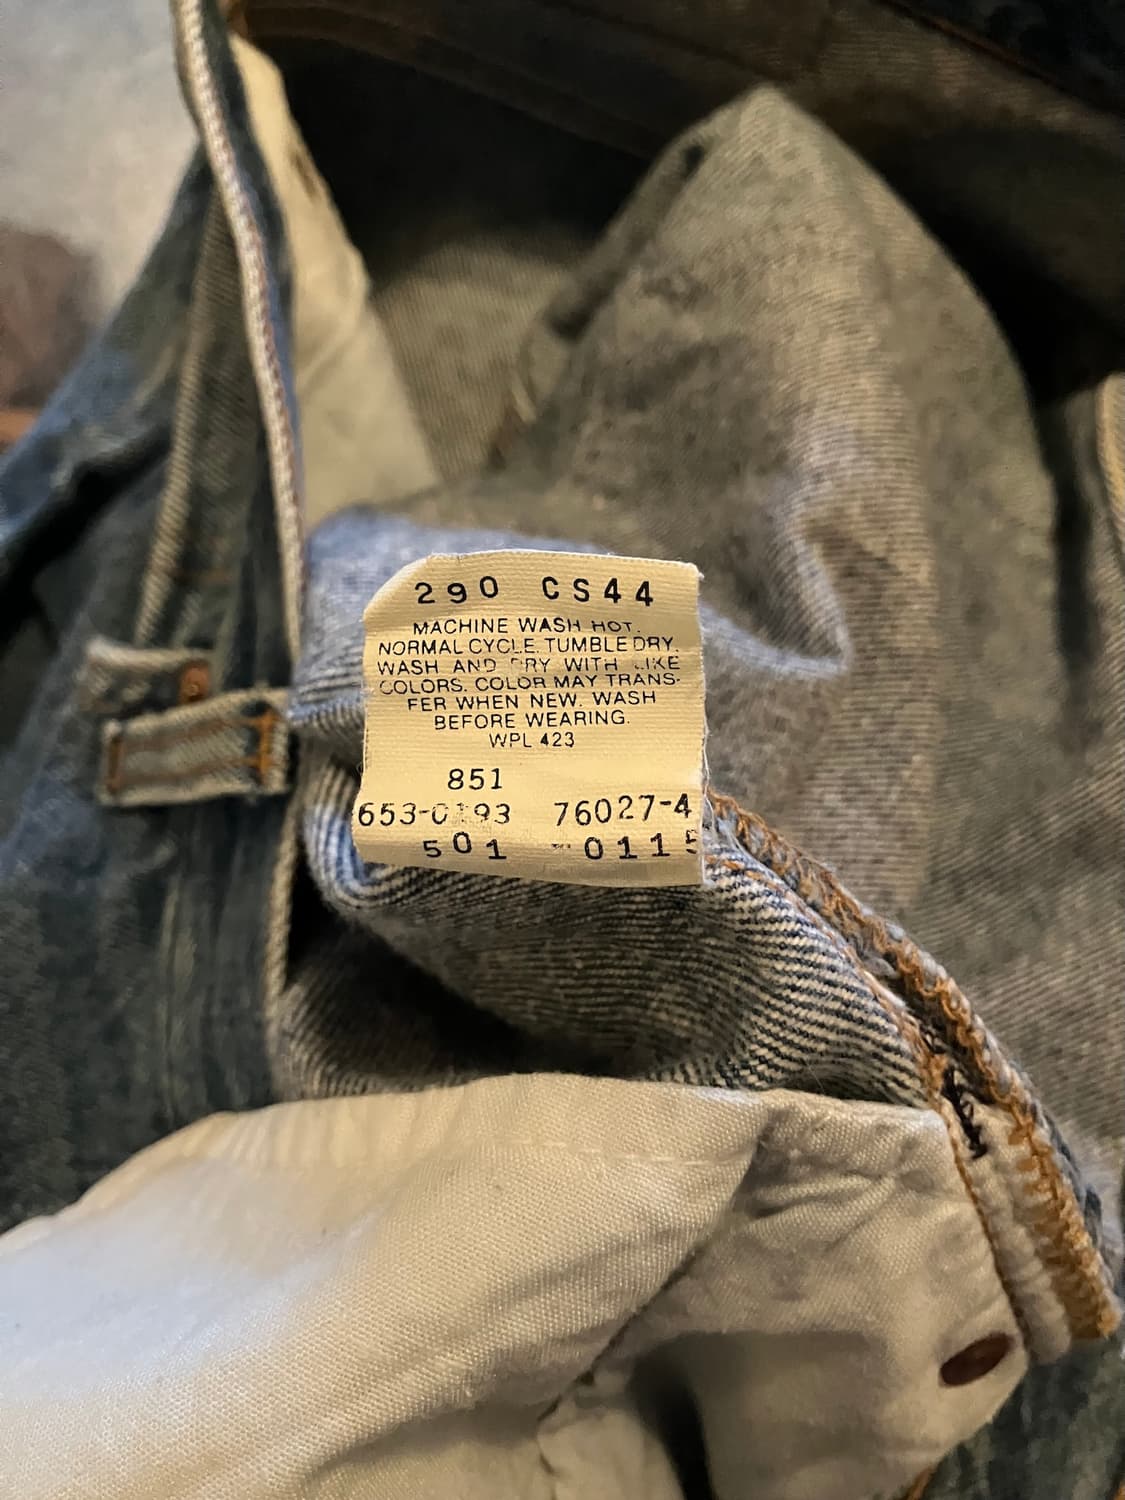 290 CS44
MACHINE WASH HOT.
NORMAL CYCLE. TUMBLE DRY.
WASH AND DRY WITH LIKE
COLORS. COLOR MAY TRANS-
FER WHEN NEW. WASH
BEFORE WEARING.
WPL 423
851
76027-4
501 0115